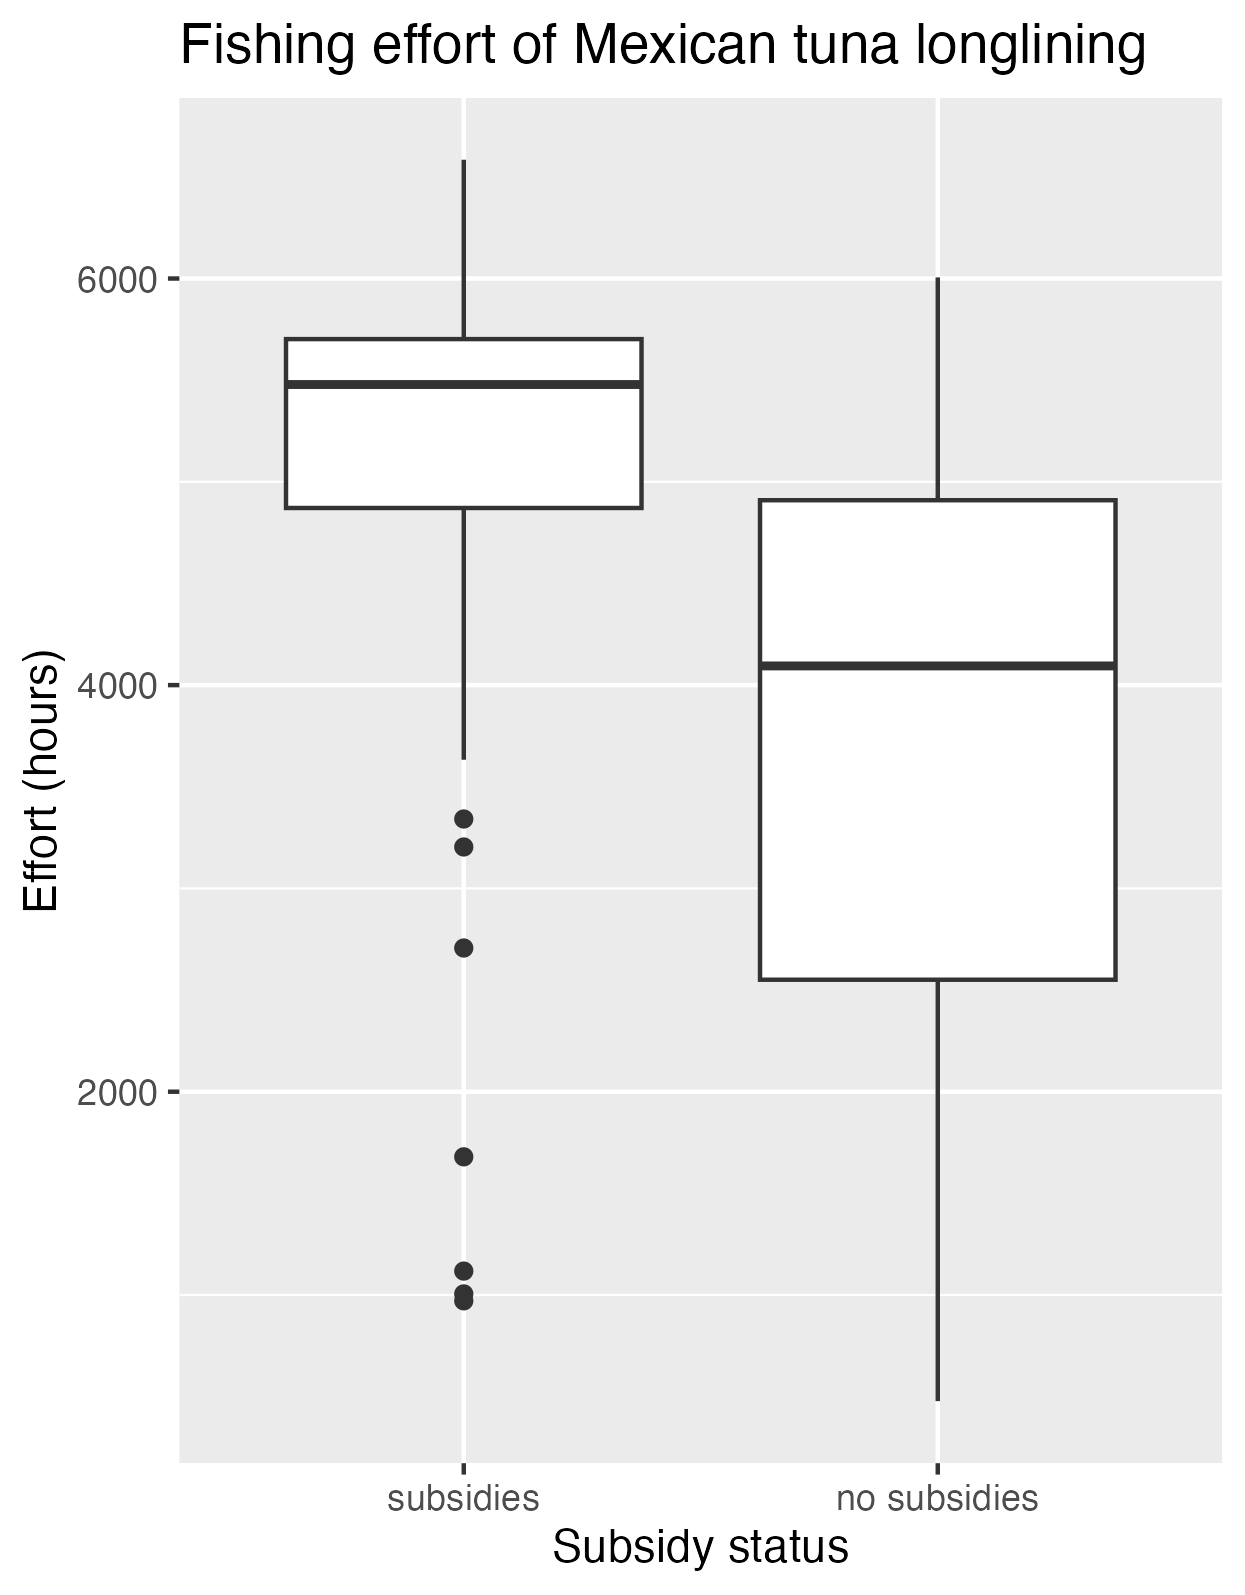 Fishing effort of Mexican tuna longlining
Effort (hours)
6000
4000
2000
subsidies
no subsidies
Subsidy status